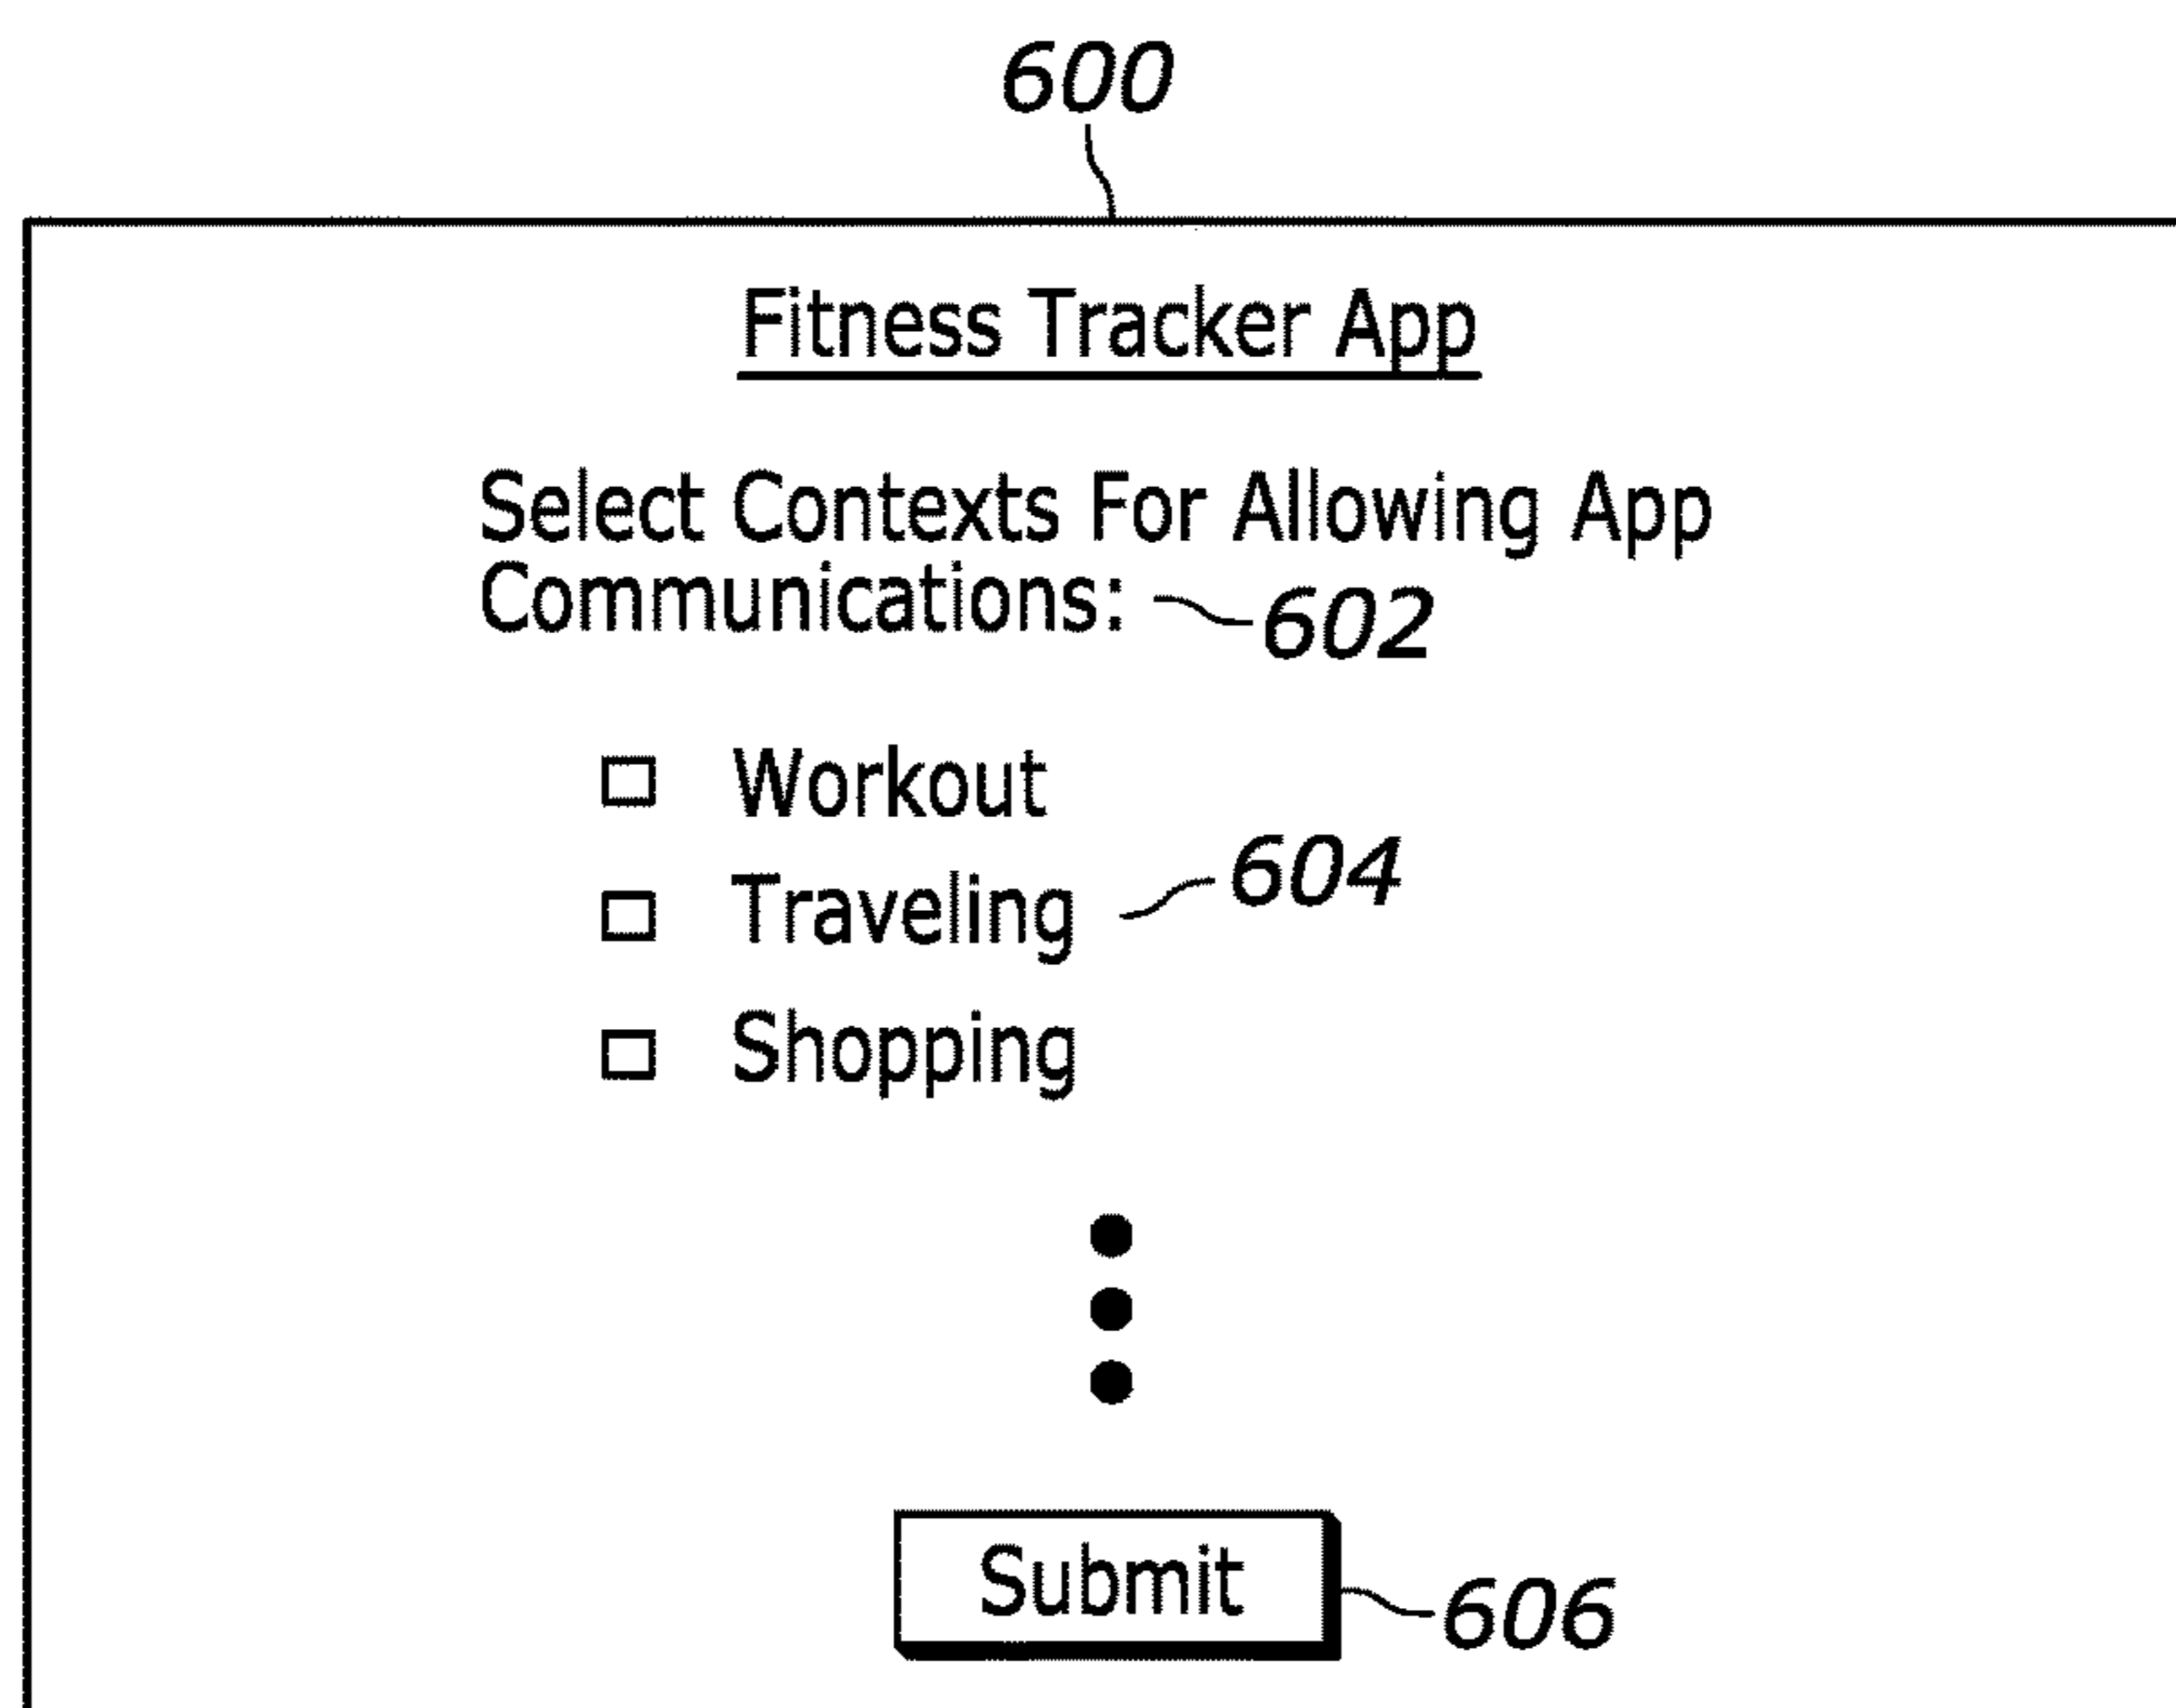 600
Fitness Tracker App
Select Contexts For Allowing App
Communications: 602
Workout
Traveling 604
Shopping
Submit 606